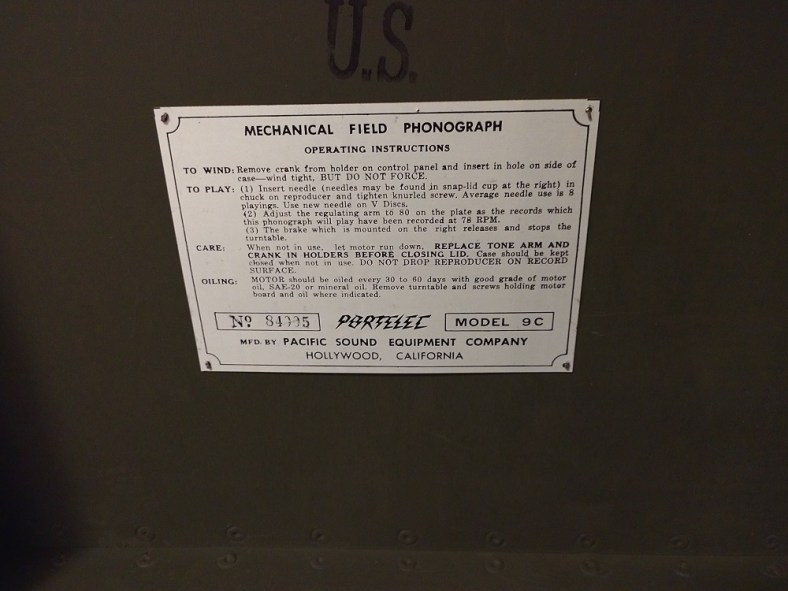 U.S.
MECHANICAL FIELD PHONOGRAPH
OPERATING INSTRUCTIONS
TO WIND: Remove crank from holder on control panel and insert in hole on side of
case—wind tight, BUT DO NOT FORCE.
TO PLAY: (1) Insert needle (needles may be found in snap-lid cup at the right) in
chuck on reproducer and tighten knurled screw. Average needle use is 8
playings. Use new needle on V Discs.
(2) Adjust the regulating arm to 80 on the plate as the records which
this phonograph will play have been recorded at 78 RPM.
(3) The brake which is mounted on the right releases and stops the
turntable.
CARE: When not in use, let motor run down. REPLACE TONE ARM AND
CRANK IN HOLDERS BEFORE CLOSING LID. Case should be kept
closed when not in use. DO NOT DROP REPRODUCER ON RECORD
SURFACE.
OILING: MOTOR should be oiled every 30 to 60 days with good grade of motor
oil, SAE-20 or mineral oil. Remove turntable and screws holding motor
board and oil where indicated.
No PORTELEC MODEL 9C
MFD. BY PACIFIC SOUND EQUIPMENT COMPANY
HOLLYWOOD, CALIFORNIA